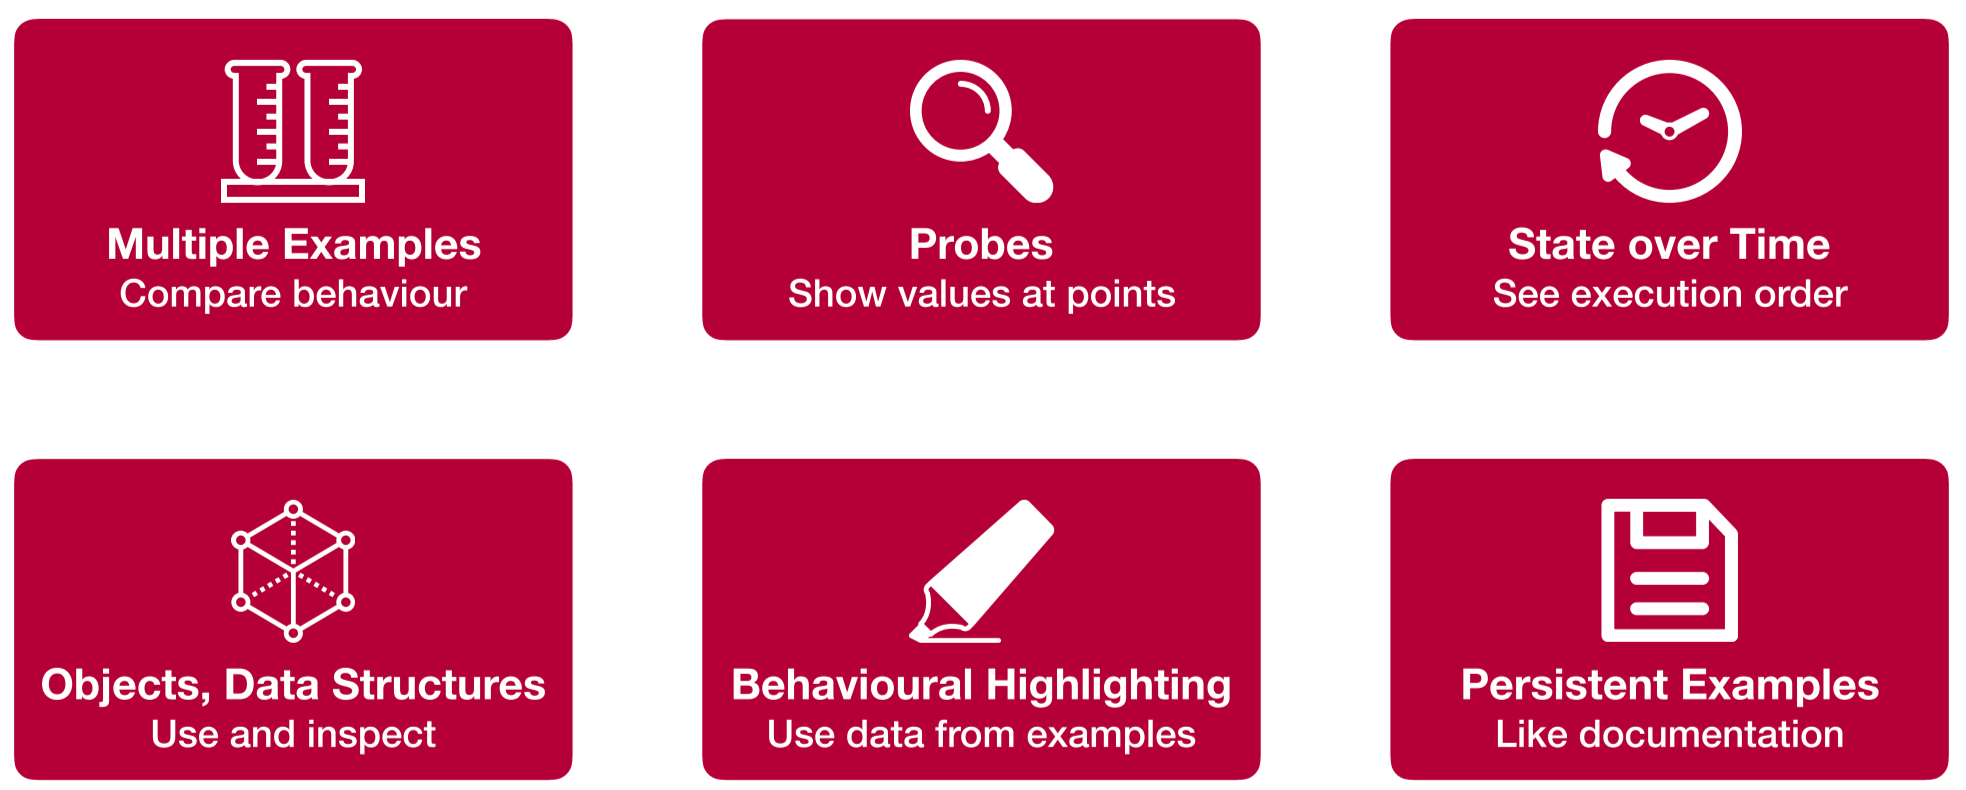 Multiple Examples
Compare behaviour
Probes
Show values at points
State over Time
See execution order
Objects, Data Structures
Use and inspect
Behavioural Highlighting
Use data from examples
Persistent Examples
Like documentation